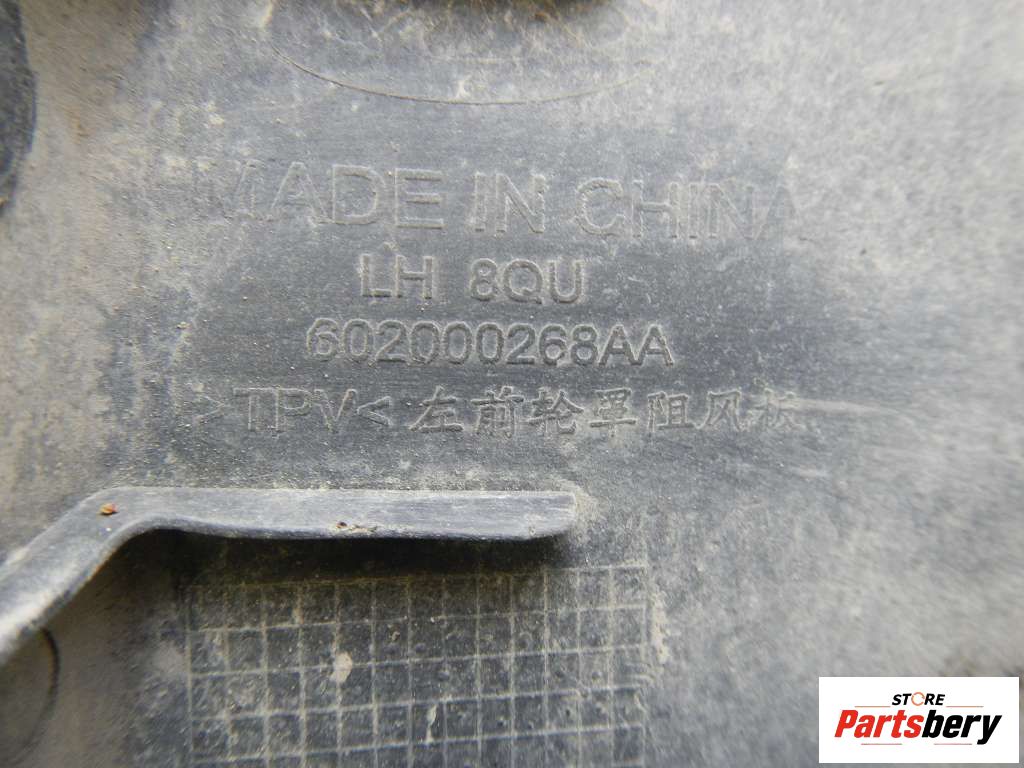 MADE IN CHINA
LH 8QU
602000268AA
>TPV< 左前轮罩阻风板
STORE
Partsbery